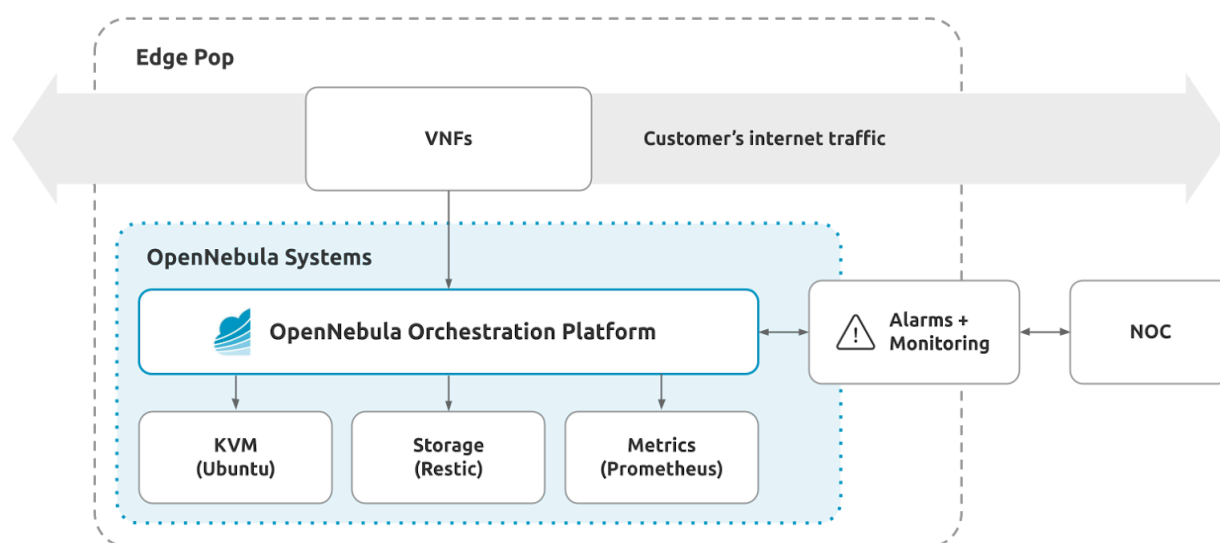 Edge Pop
VNFs
Customer’s internet traffic
OpenNebula Systems
OpenNebula Orchestration Platform
Alarms +
Monitoring
NOC
KVM
(Ubuntu)
Storage
(Restic)
Metrics
(Prometheus)